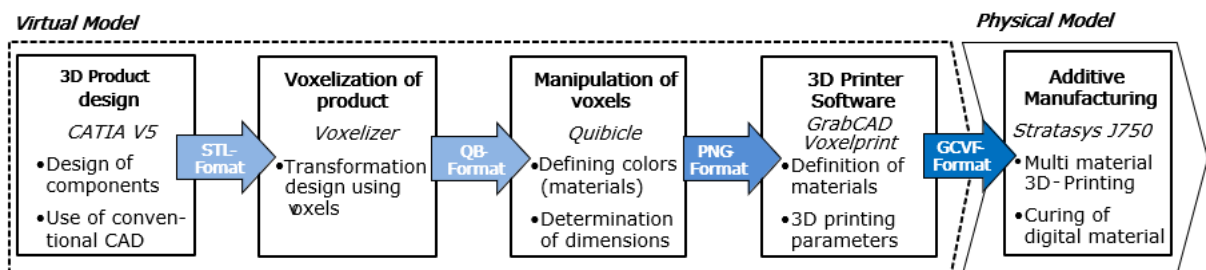 Virtual Model
Physical Model
3D Product
design
CATIA V5
•Design of
components
•Use of conven-
tional CAD
STL-
Fomat
Voxelization of
product
Voxelizer
•Transformation
design using
voxels
QB-
Format
Manipulation of
voxels
Quibicle
•Defining colors
(materials)
•Determination
of dimensions
PNG-
Format
3D Printer
Software
GrabCAD
Voxelprint
•Definition of
materials
•3D printing
parameters
GCVF-
Format
Additive
Manufacturing
Stratasys J750
•Multi material
3D-Printing
•Curing of
digital material